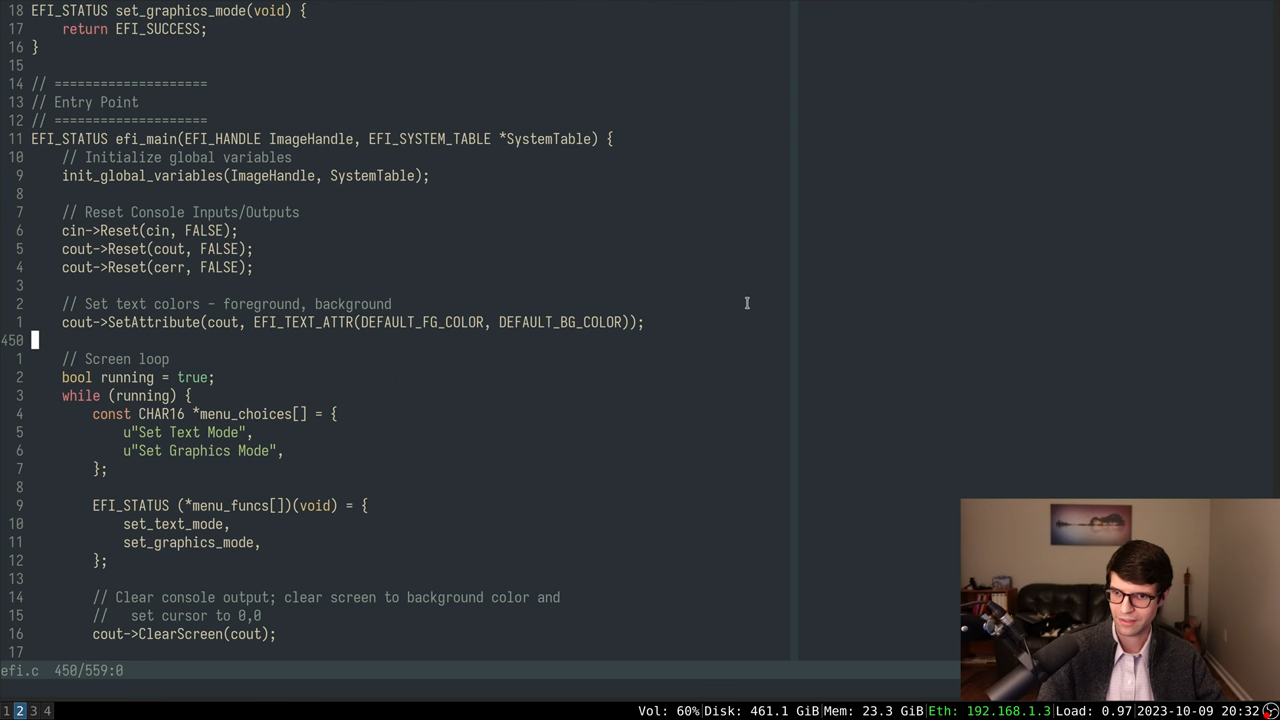 18 EFI_STATUS set_graphics_mode(void) {
17     return EFI_SUCCESS;
16 }
15
14 // ====================
13 // Entry Point
12 // ====================
11 EFI_STATUS efi_main(EFI_HANDLE ImageHandle, EFI_SYSTEM_TABLE *SystemTable) {
10     // Initialize global variables
9     init_global_variables(ImageHandle, SystemTable);
8
7     // Reset Console Inputs/Outputs
6     cin->Reset(cin, FALSE);
5     cout->Reset(cout, FALSE);
4     cout->Reset(cerr, FALSE);
3
2     // Set text colors - foreground, background
1     cout->SetAttribute(cout, EFI_TEXT_ATTR(DEFAULT_FG_COLOR, DEFAULT_BG_COLOR));
450
1     // Screen loop
2     bool running = true;
3     while (running) {
4         const CHAR16 *menu_choices[] = {
5             u"Set Text Mode",
6             u"Set Graphics Mode",
7         };
8
9         EFI_STATUS (*menu_funcs[])(void) = {
10             set_text_mode,
11             set_graphics_mode,
12         };
13
14         // Clear console output; clear screen to background color and
15         //   set cursor to 0,0
16         cout->ClearScreen(cout);
17
efi.c  450/559:0
1 2 3 4 Vol: 60%|Disk: 461.1 GiB|Mem: 23.3 GiB|Eth: 192.168.1.3|Load: 0.97|2023-10-09 20:32